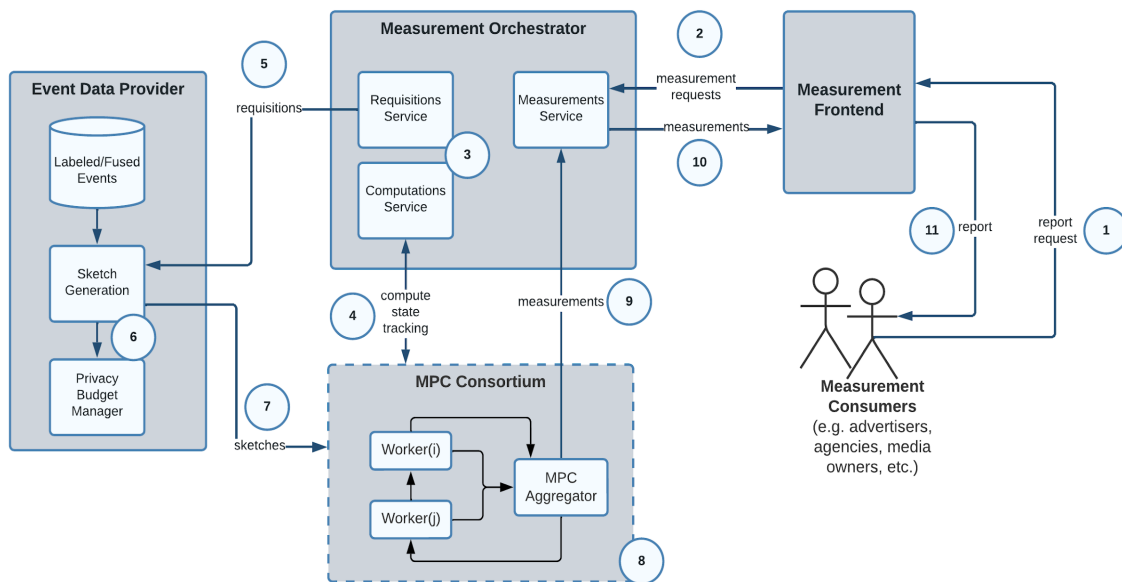 Measurement Orchestrator
2
5
Event Data Provider
requisitions
Requisitions
Service
Measurements
Service
measurement
requests
Measurement
Frontend
measurements
3
10
Labeled/Fused
Events
Computations
Service
11
report
report
request
1
Sketch
Generation
4
compute
state
tracking
measurements
9
6
Privacy
Budget
Manager
MPC Consortium
7
sketches
Worker(i)
MPC
Aggregator
Worker(j)
8
Measurement
Consumers
(e.g. advertisers,
agencies, media
owners, etc.)